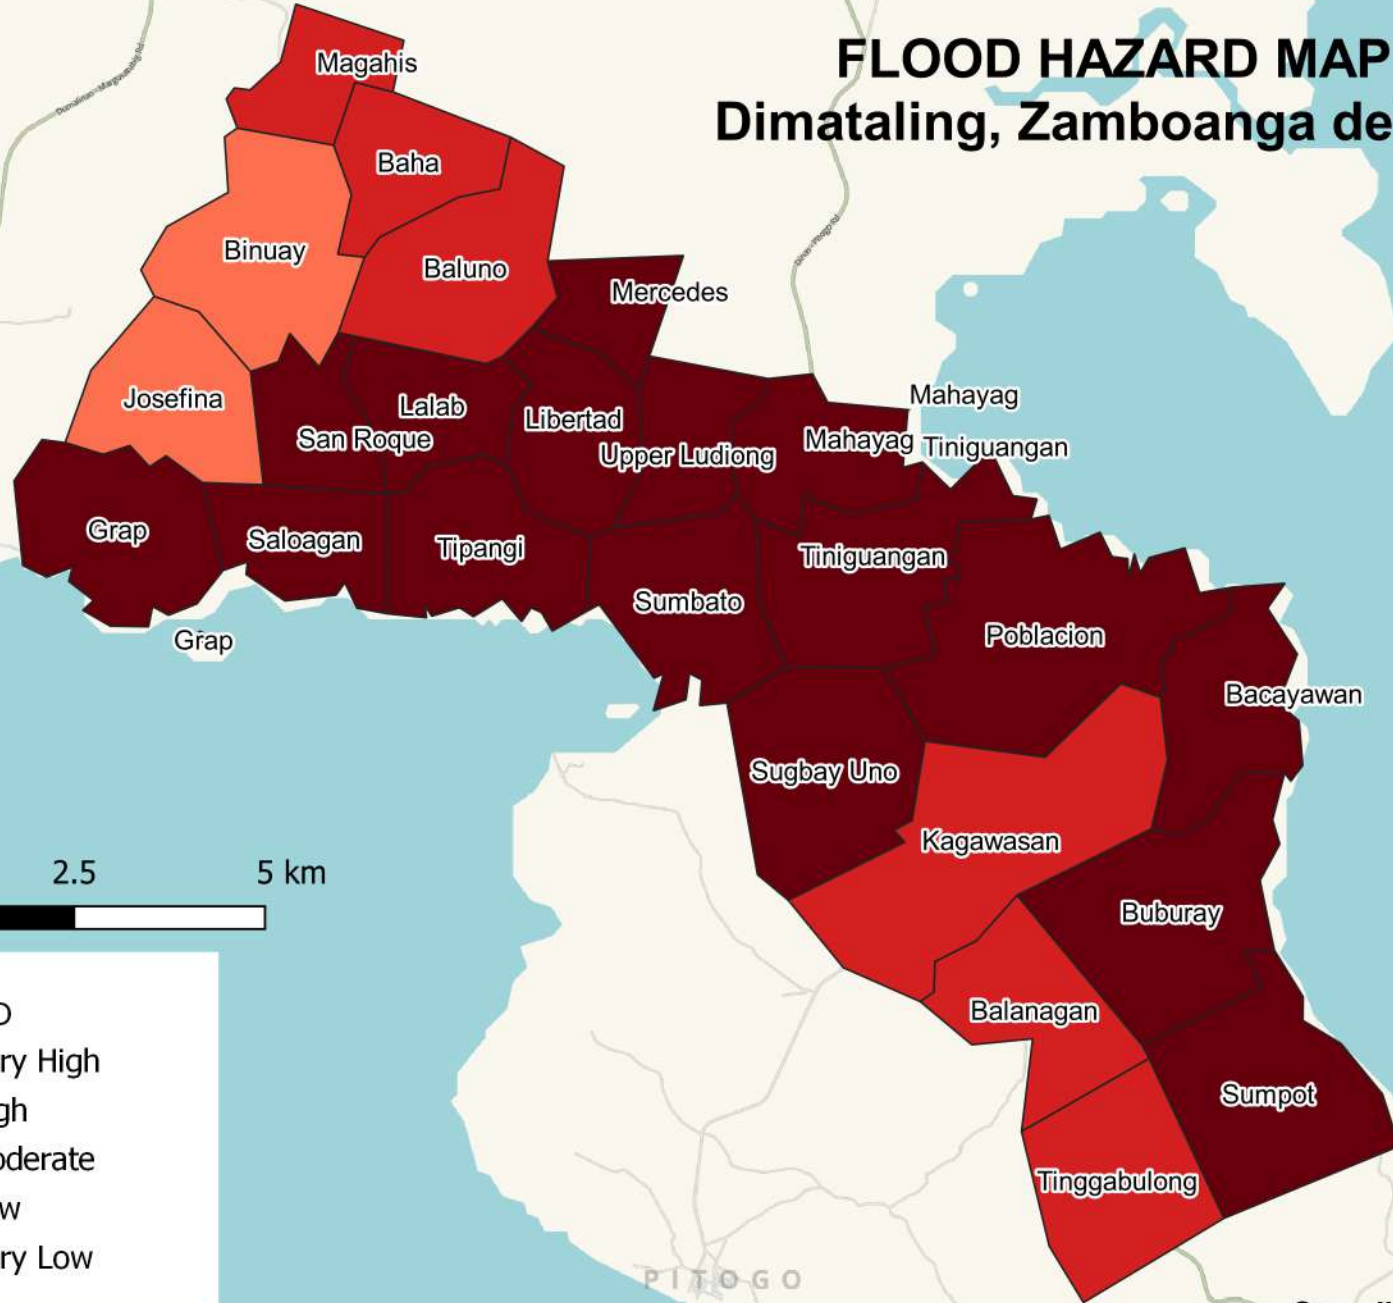 FLOOD HAZARD MAP
Dimataling, Zamboanga de
Magahis
Baha
Binuay
Baluno
Mercedes
Josefina
Lalab
Libertad
Mahayag
San Roque
Upper Ludiong
Mahayag
Tiniguangan
Grap
Saloagan
Tipangi
Tiniguangan
Sumbato
Grap
Poblacion
Bacayawan
Sugbay Uno
Kagawasan
2.5 5 km
Buburay
Balanagan
D
ry High
gh
oderate
w
ry Low
Sumpot
Tinggabulong
PITOGO